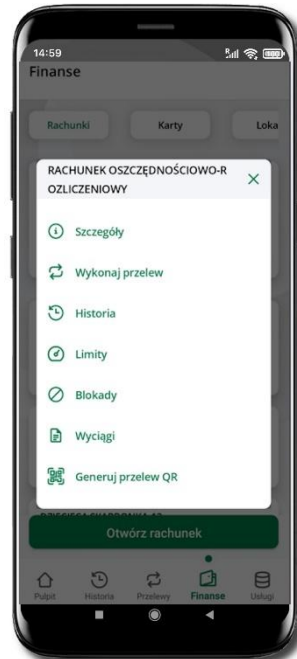 14:59
Finanse
Rachunki Karty Loka
RACHUNEK OSZCZĘDNOŚCIOWO-R
OZLICZENIOWY
Szczegóły
Wykonaj przelew
Historia
Limity
Blokady
Wyciągi
Generuj przelew QR
Otwórz rachunek
Pulpit Historia Przelewy Finanse Usługi